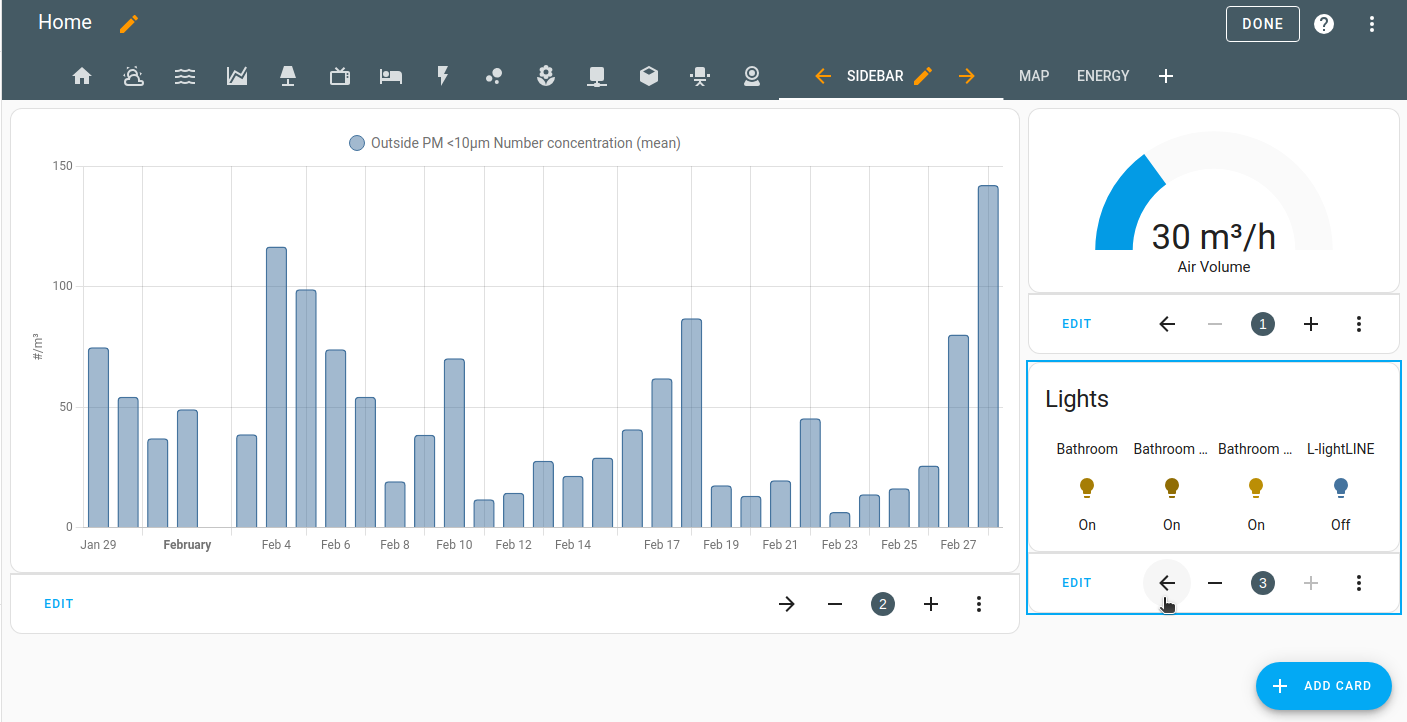 Home
DONE
SIDEBAR
MAP
ENERGY
Outside PM <10μm Number concentration (mean)
150
100
50
0
#/m³
Jan 29
February
Feb 4
Feb 6
Feb 8
Feb 10
Feb 12
Feb 14
Feb 17
Feb 19
Feb 21
Feb 23
Feb 25
Feb 27
EDIT
2
30 m³/h
Air Volume
EDIT
1
Lights
Bathroom Bathroom ... Bathroom ... L-lightLINE
On On On Off
EDIT
3
ADD CARD